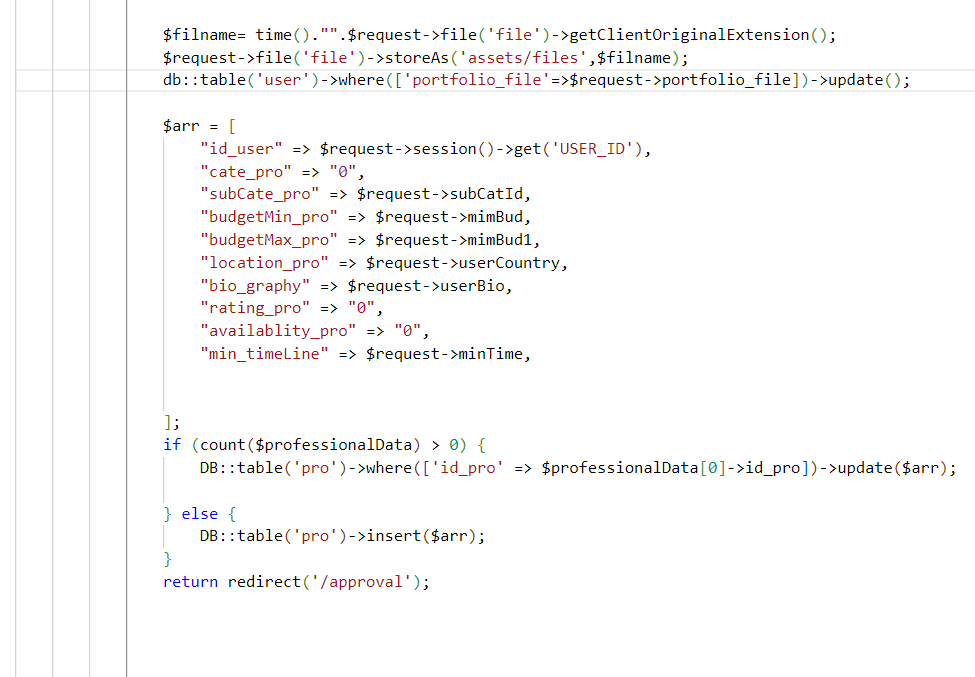 $filname= time()."".$request->file('file')->getClientOriginalExtension();
$request->file('file')->storeAs('assets/files',$filname);
db::table('user')->where(['portfolio_file'=>$request->portfolio_file])->update();
$arr = [
"id_user" => $request->session()->get('USER_ID'),
"cate_pro" => "0",
"subCate_pro" => $request->subCatId,
"budgetMin_pro" => $request->mimBud,
"budgetMax_pro" => $request->mimBud1,
"location_pro" => $request->userCountry,
"bio_graphy" => $request->userBio,
"rating_pro" => "0",
"availablity_pro" => "0",
"min_timeLine" => $request->minTime,
];
if (count($professionalData) > 0) {
DB::table('pro')->where(['id_pro' => $professionalData[0]->id_pro])->update($arr);
} else {
DB::table('pro')->insert($arr);
}
return redirect('/approval');